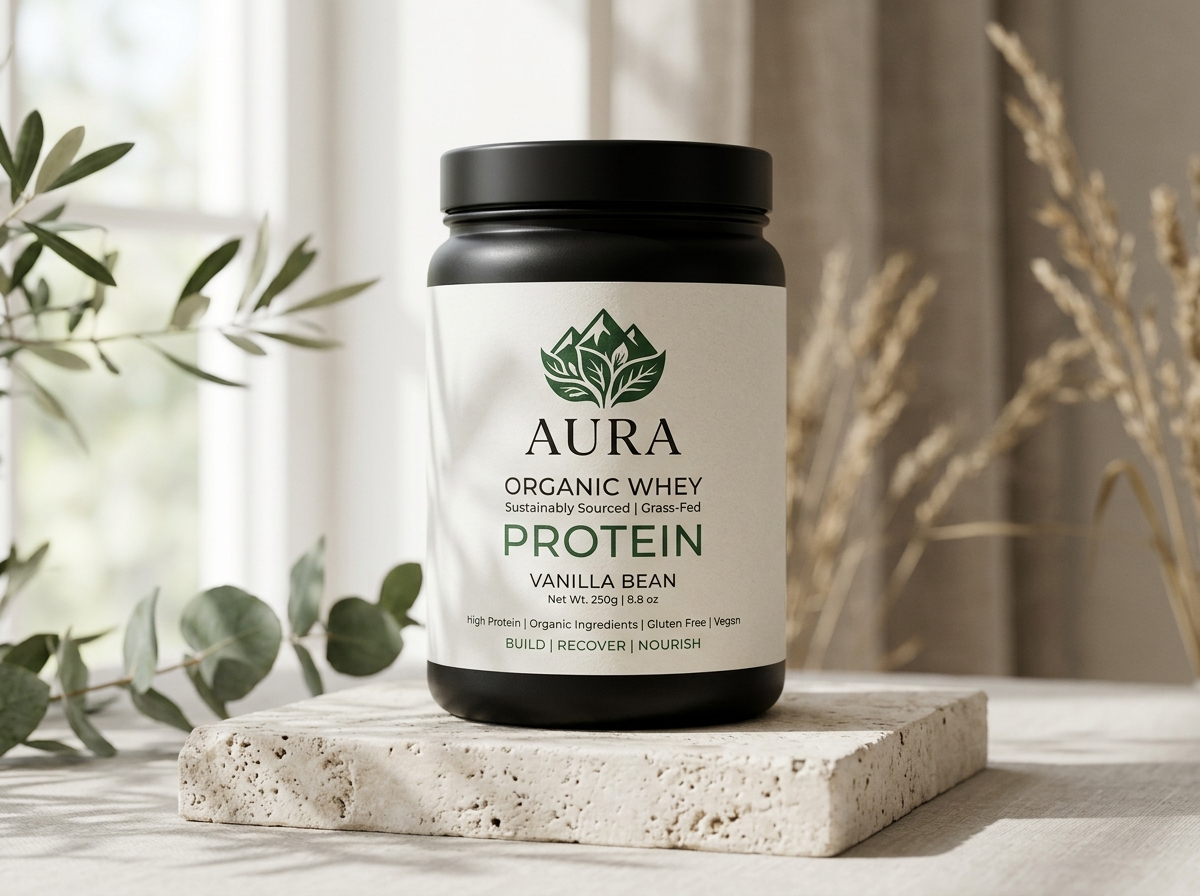 AURA
ORGANIC WHEY
Sustainably Sourced | Grass-Fed
PROTEIN
VANILLA BEAN
Net Wt. 250g | 8.8 oz
High Protein | Organic Ingredients | Gluten Free | Vegsn
BUILD | RECOVER | NOURISH